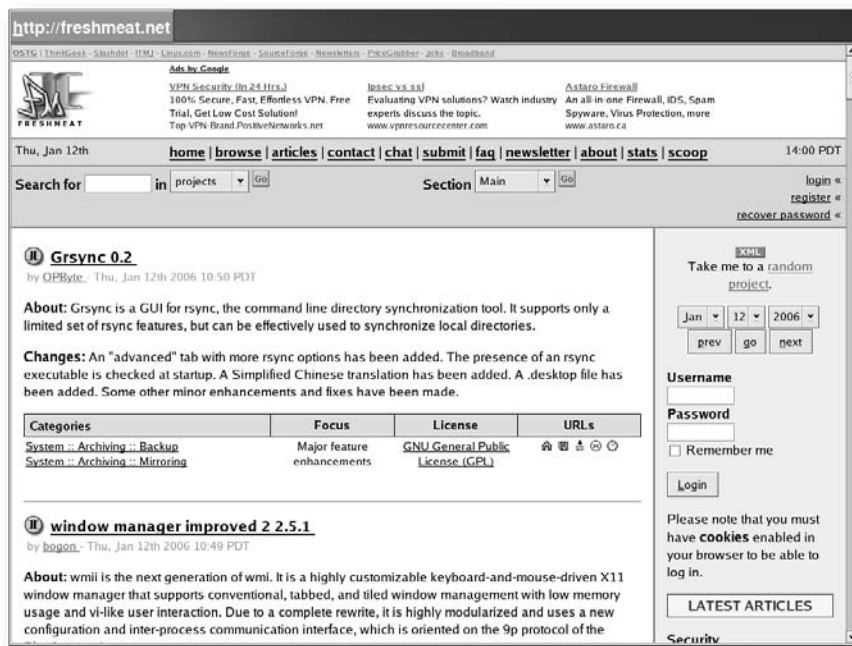 http://freshmeat.net
OSTG | ThinkGeek - Slashdot - ITMJ - Linux.com - NewsForge - SourceForge - Newsletters - PriceGrabber - Jobs - Broadband
Ads by Google
VPN Security (In 24 Hrs.)
100% Secure, Fast, Effortless VPN. Free
Trial, Get Low Cost Solution!
Top-VPN-Brand.PositiveNetworks.net
Ipsec vs ssl
Evaluating VPN solutions? Watch industry
experts discuss the topic.
www.vpnresourcecenter.com
Astaro Firewall
An all-in-one Firewall, IDS, Spam
Spyware, Virus Protection, more
www.astaro.ca
FRESHMEAT
Thu, Jan 12th
home | browse | articles | contact | chat | submit | faq | newsletter | about | stats | scoop
14:00 PDT
Search for in projects Go
Section Main Go
login «
register «
recover password «
Grsync 0.2
by OPByte - Thu, Jan 12th 2006 10:50 PDT
About: Grsync is a GUI for rsync, the command line directory synchronization tool. It supports only a
limited set of rsync features, but can be effectively used to synchronize local directories.
Changes: An "advanced" tab with more rsync options has been added. The presence of an rsync
executable is checked at startup. A Simplified Chinese translation has been added. A .desktop file has
been added. Some other minor enhancements and fixes have been made.
Categories Focus License URLs
System :: Archiving :: Backup
System :: Archiving :: Mirroring
Major feature
enhancements
GNU General Public
License (GPL)
window manager improved 2 2.5.1
by bogon - Thu, Jan 12th 2006 10:49 PDT
About: wmii is the next generation of wmi. It is a highly customizable keyboard-and-mouse-driven X11
window manager that supports conventional, tabbed, and tiled window management with low memory
usage and vi-like user interaction. Due to a complete rewrite, it is highly modularized and uses a new
configuration and inter-process communication interface, which is oriented on the 9p protocol of the
XML
Take me to a random
project.
Jan 12 2006
prev go next
Username
Password
Remember me
Login
Please note that you must
have cookies enabled in
your browser to be able to
log in.
LATEST ARTICLES
Security